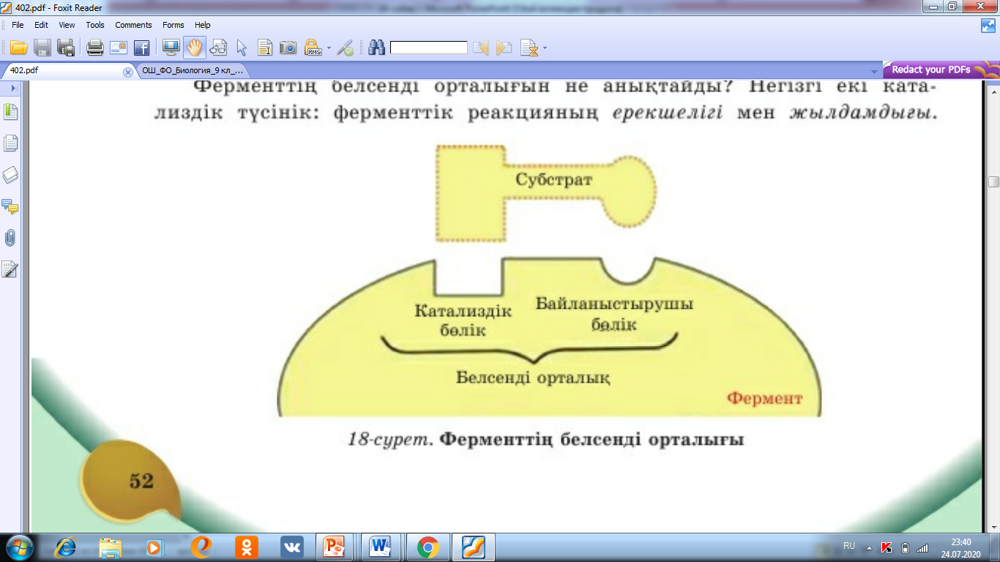 402.pdf - Foxit Reader
File Edit View Tools Comments Forms Help
RMS
402.pdf
ОШ_ФО_Биология_9 кл_...
Redact your PDFs
Ферменттің белсенді орталығын не анықтайды? Негізгі екі ката-
лиздік түсінік: ферменттік реакцияның ерекшелігі мен жылдамдығы.
Субстрат
Катализдік
бөлік
Байланыстырушы
бөлік
Белсенді орталық
Фермент
18-сурет. Ферменттің белсенді орталығы
52
RU
23:40
24.07.2020